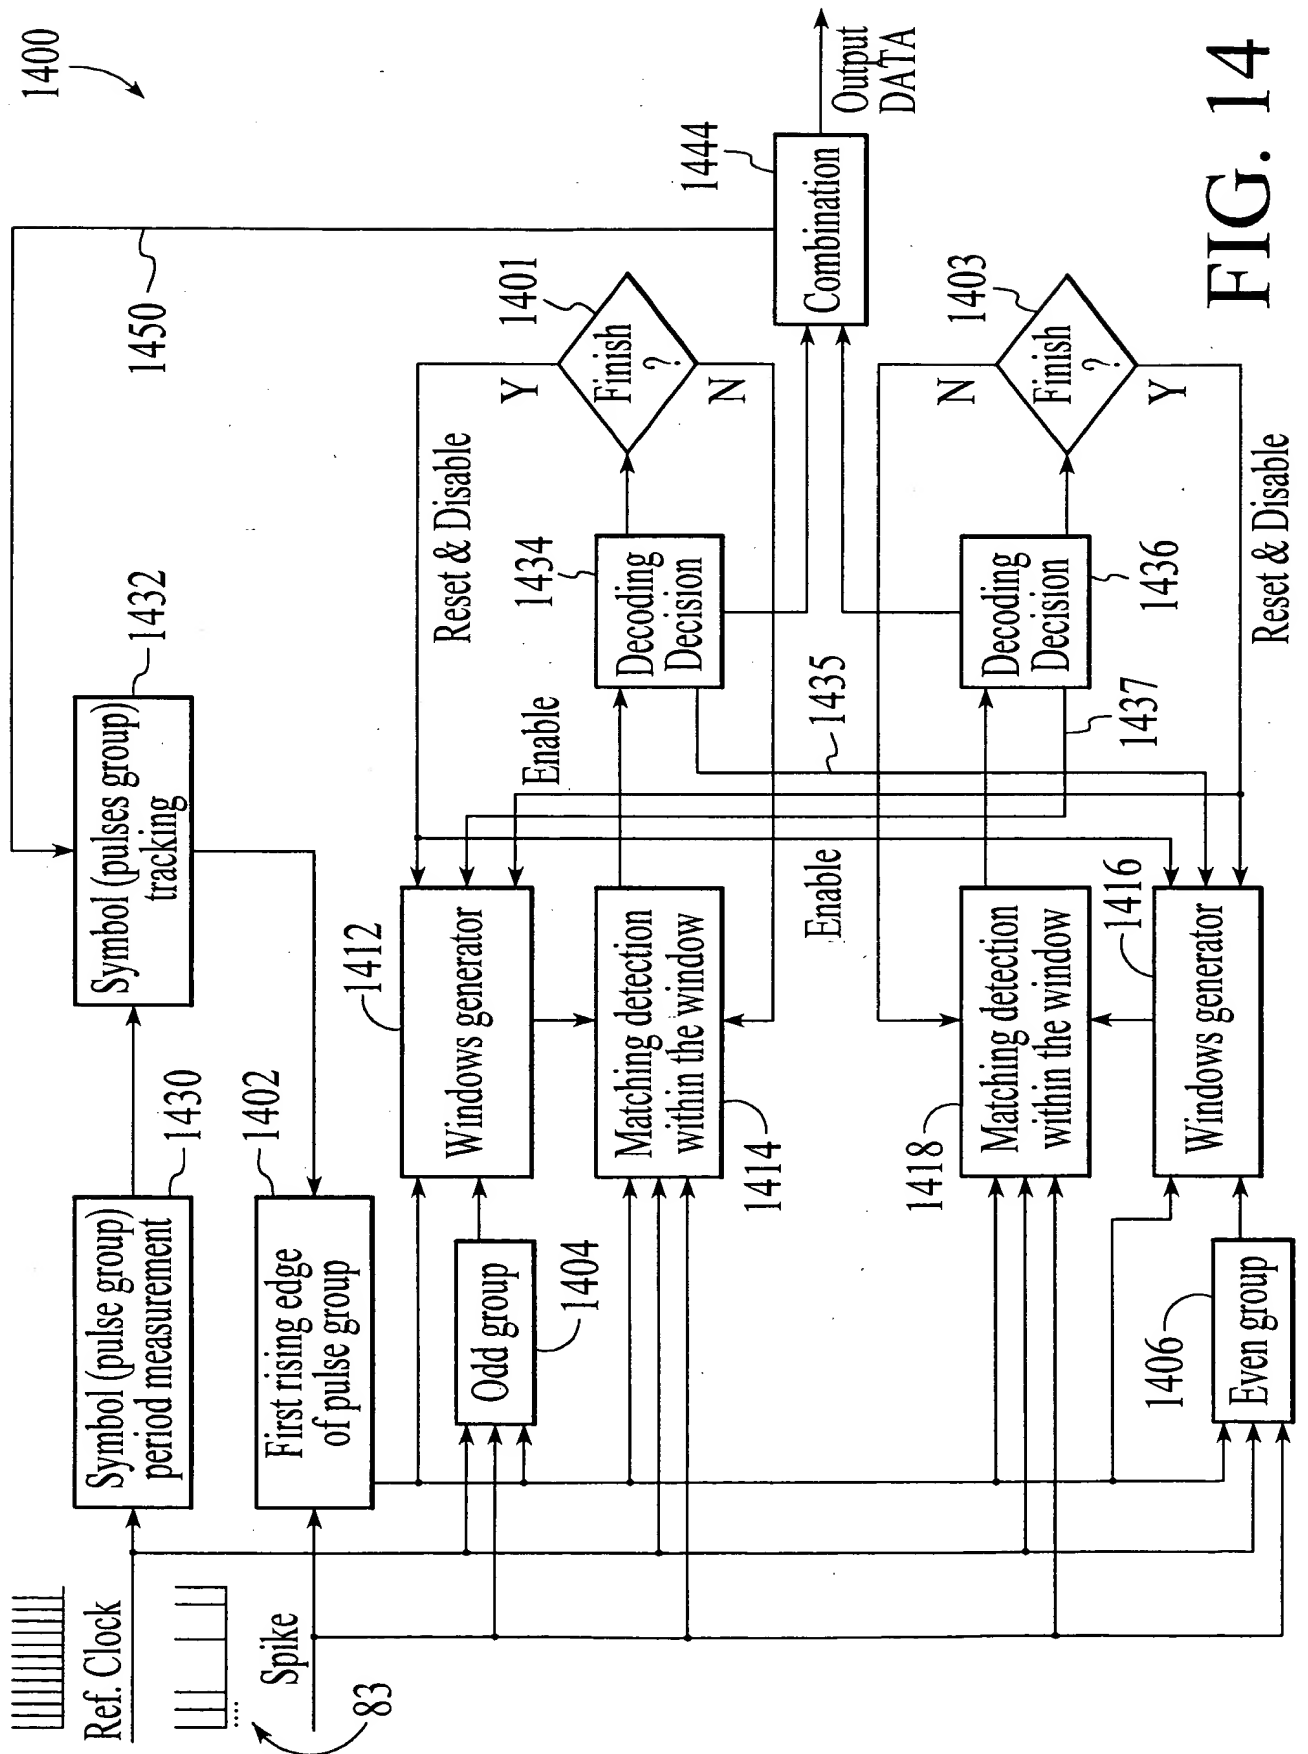 1400
Ref. Clock
Spike
83
Symbol (pulse group)
period measurement
1430
Symbol (pulses group)
tracking
1432
1450
First rising edge
of pulse group
1402
Odd group
1404
Windows generator
1412
Matching detection
within the window
1414
Enable
Reset & Disable
Decoding
Decision
1434
1435
Finish
?
1401
Y
N
Combination
1444
Output
DATA
Enable
Matching detection
within the window
1418
Windows generator
1416
Even group
1406
Decoding
Decision
1436
1437
Finish
?
1403
N
Y
Reset & Disable
FIG. 14